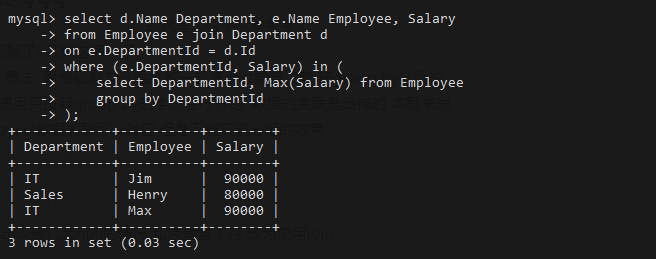 mysql> select d.Name Department, e.Name Employee, Salary
    -> from Employee e join Department d
    -> on e.DepartmentId = d.Id
    -> where (e.DepartmentId, Salary) in (
    ->     select DepartmentId, Max(Salary) from Employee
    ->     group by DepartmentId
    -> );
+------------+----------+--------+
| Department | Employee | Salary |
+------------+----------+--------+
| IT         | Jim      |  90000 |
| Sales      | Henry    |  80000 |
| IT         | Max      |  90000 |
+------------+----------+--------+
3 rows in set (0.03 sec)